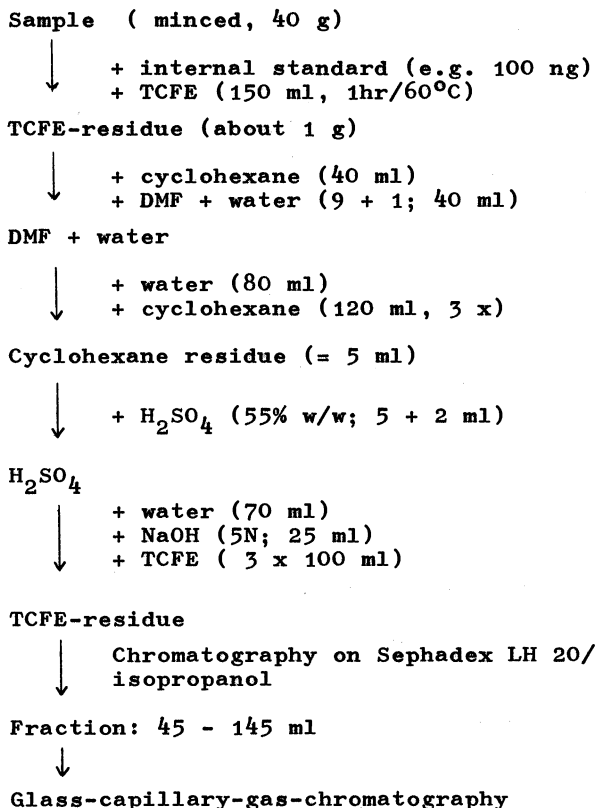 Sample ( minced, 40 g)
+ internal standard (e.g. 100 ng)
+ TCFE (150 ml, 1hr/60°C)
TCFE-residue (about 1 g)
+ cyclohexane (40 ml)
+ DMF + water (9 + 1; 40 ml)
DMF + water
+ water (80 ml)
+ cyclohexane (120 ml, 3 x)
Cyclohexane residue (= 5 ml)
+ H2SO4 (55% w/w; 5 + 2 ml)
H2SO4
+ water (70 ml)
+ NaOH (5N; 25 ml)
+ TCFE ( 3 x 100 ml)
TCFE-residue
Chromatography on Sephadex LH 20/
isopropanol
Fraction: 45 - 145 ml
Glass-capillary-gas-chromatography